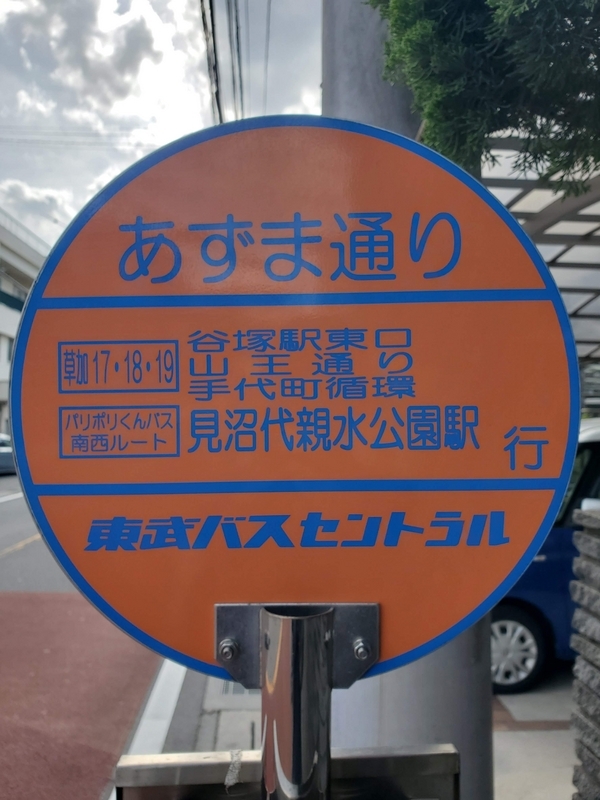 あずま通り
草加17・18・19
谷塚駅東口
山王通り
手代町循環
パリポリくんバス
南西ルート
見沼代親水公園駅
行
東武バスセントラル